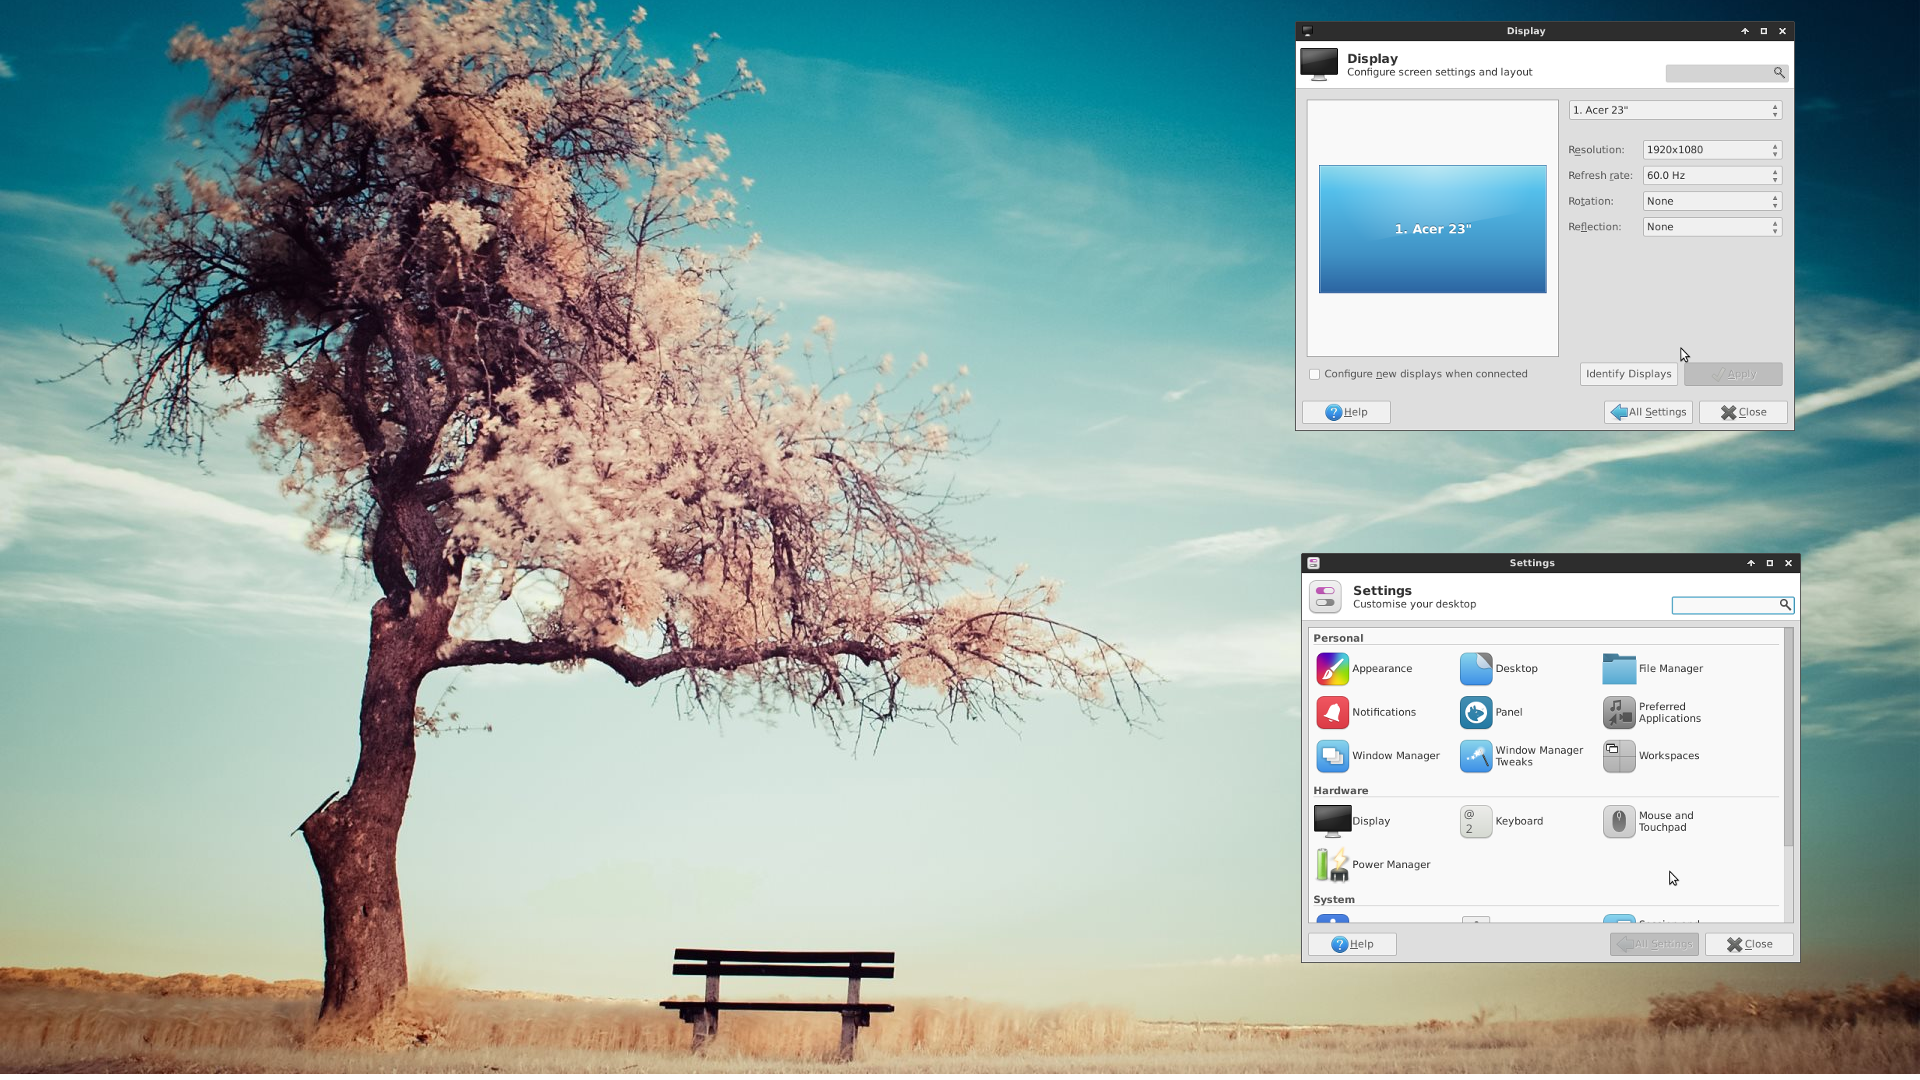 Display
Display
Configure screen settings and layout
1. Acer 23"
1. Acer 23"
Resolution:
1920x1080
Refresh rate:
60.0 Hz
Rotation:
None
Reflection:
None
Configure new displays when connected
Identify Displays
Apply
Help
All Settings
Close
Settings
Settings
Customise your desktop
Personal
Appearance
Desktop
File Manager
Notifications
Panel
Preferred
Applications
Window Manager
Window Manager
Tweaks
Workspaces
Hardware
Display
@
2
Keyboard
Mouse and
Touchpad
Power Manager
System
Help
All Settings
Close